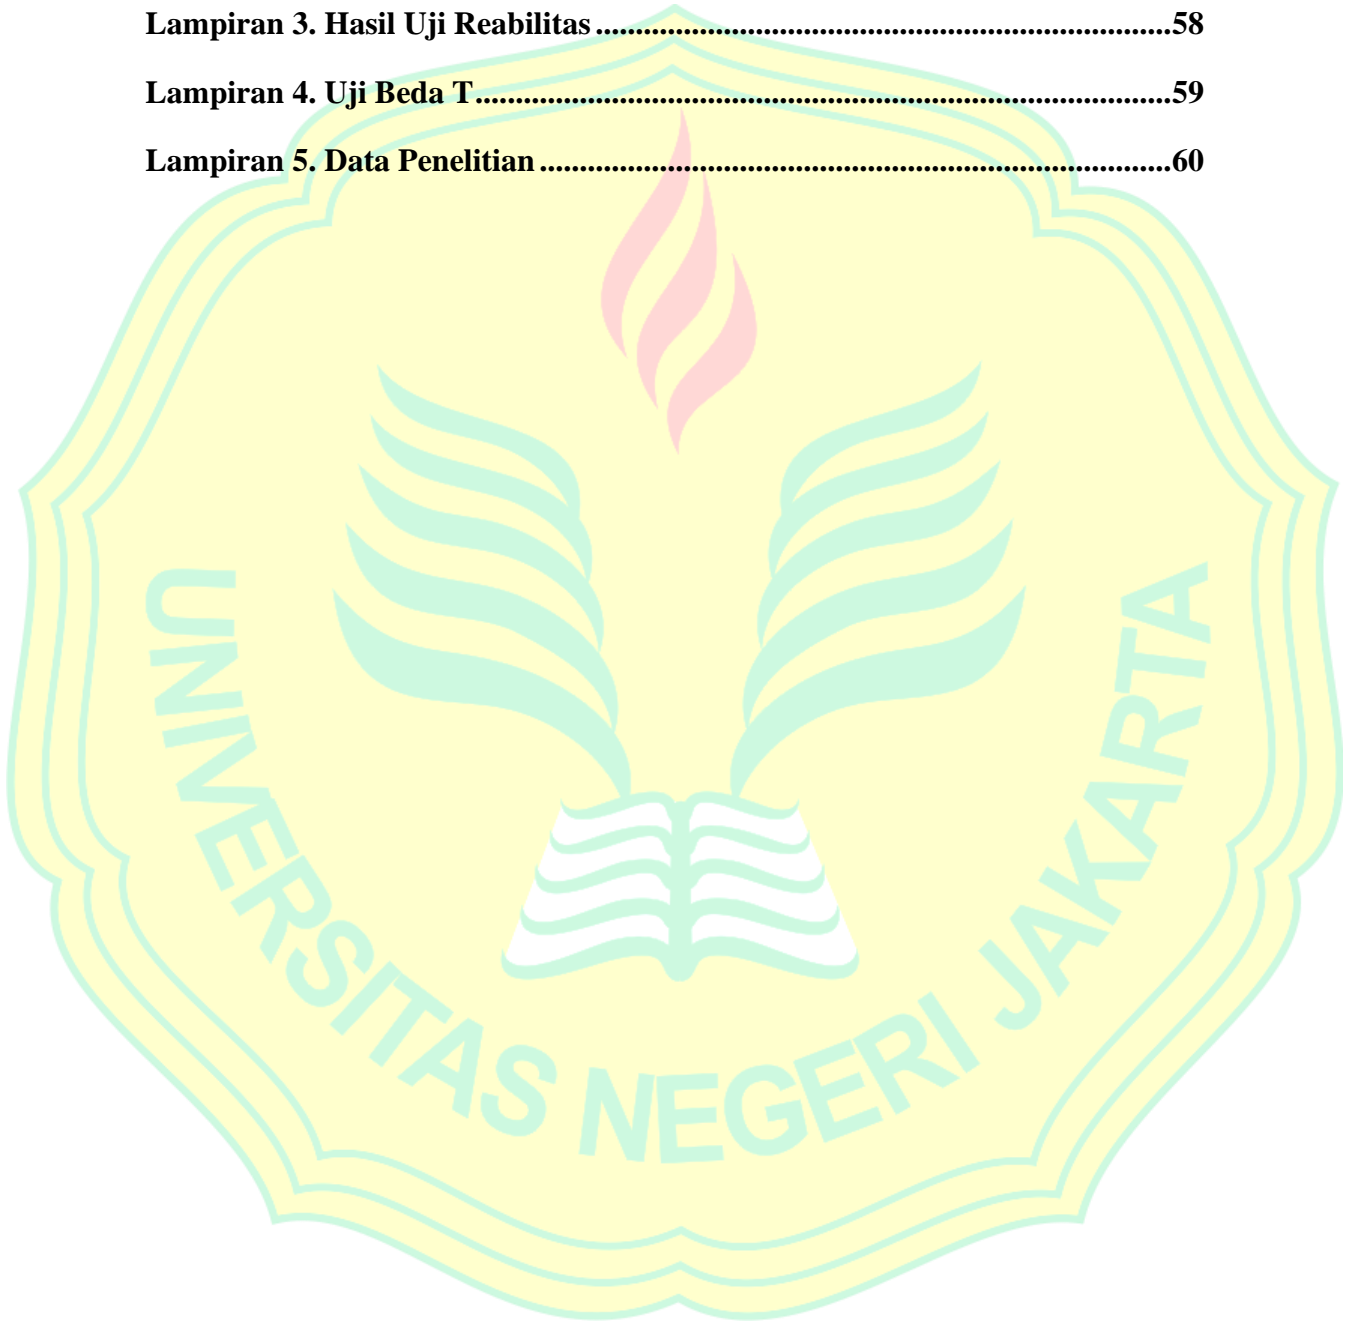 Lampiran 3. Hasil Uji Reabilitas.......................................................................58
Lampiran 4. Uji Beda T......................................................................................59
Lampiran 5. Data Penelitian..............................................................................60
UNIVERSITAS NEGERI JAKARTA